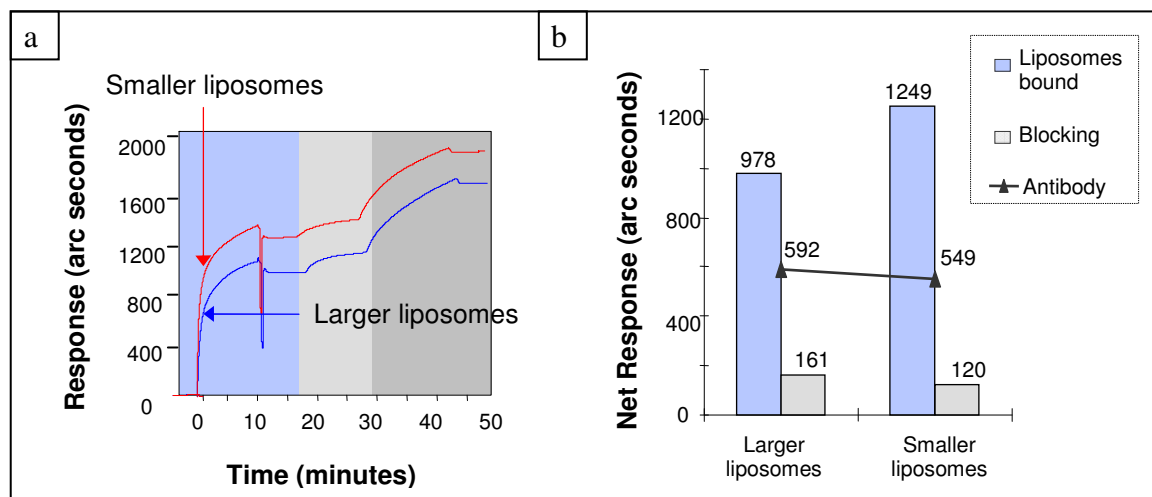 a
Smaller liposomes
Response (arc seconds)
2000
1600
1200
800
400
0
Larger liposomes
0 10 20 30 40 50
Time (minutes)
b
Liposomes
bound
Blocking
Antibody
Net Response (arc seconds)
1200
800
400
0
978
592
161
1249
549
120
Larger
liposomes
Smaller
liposomes